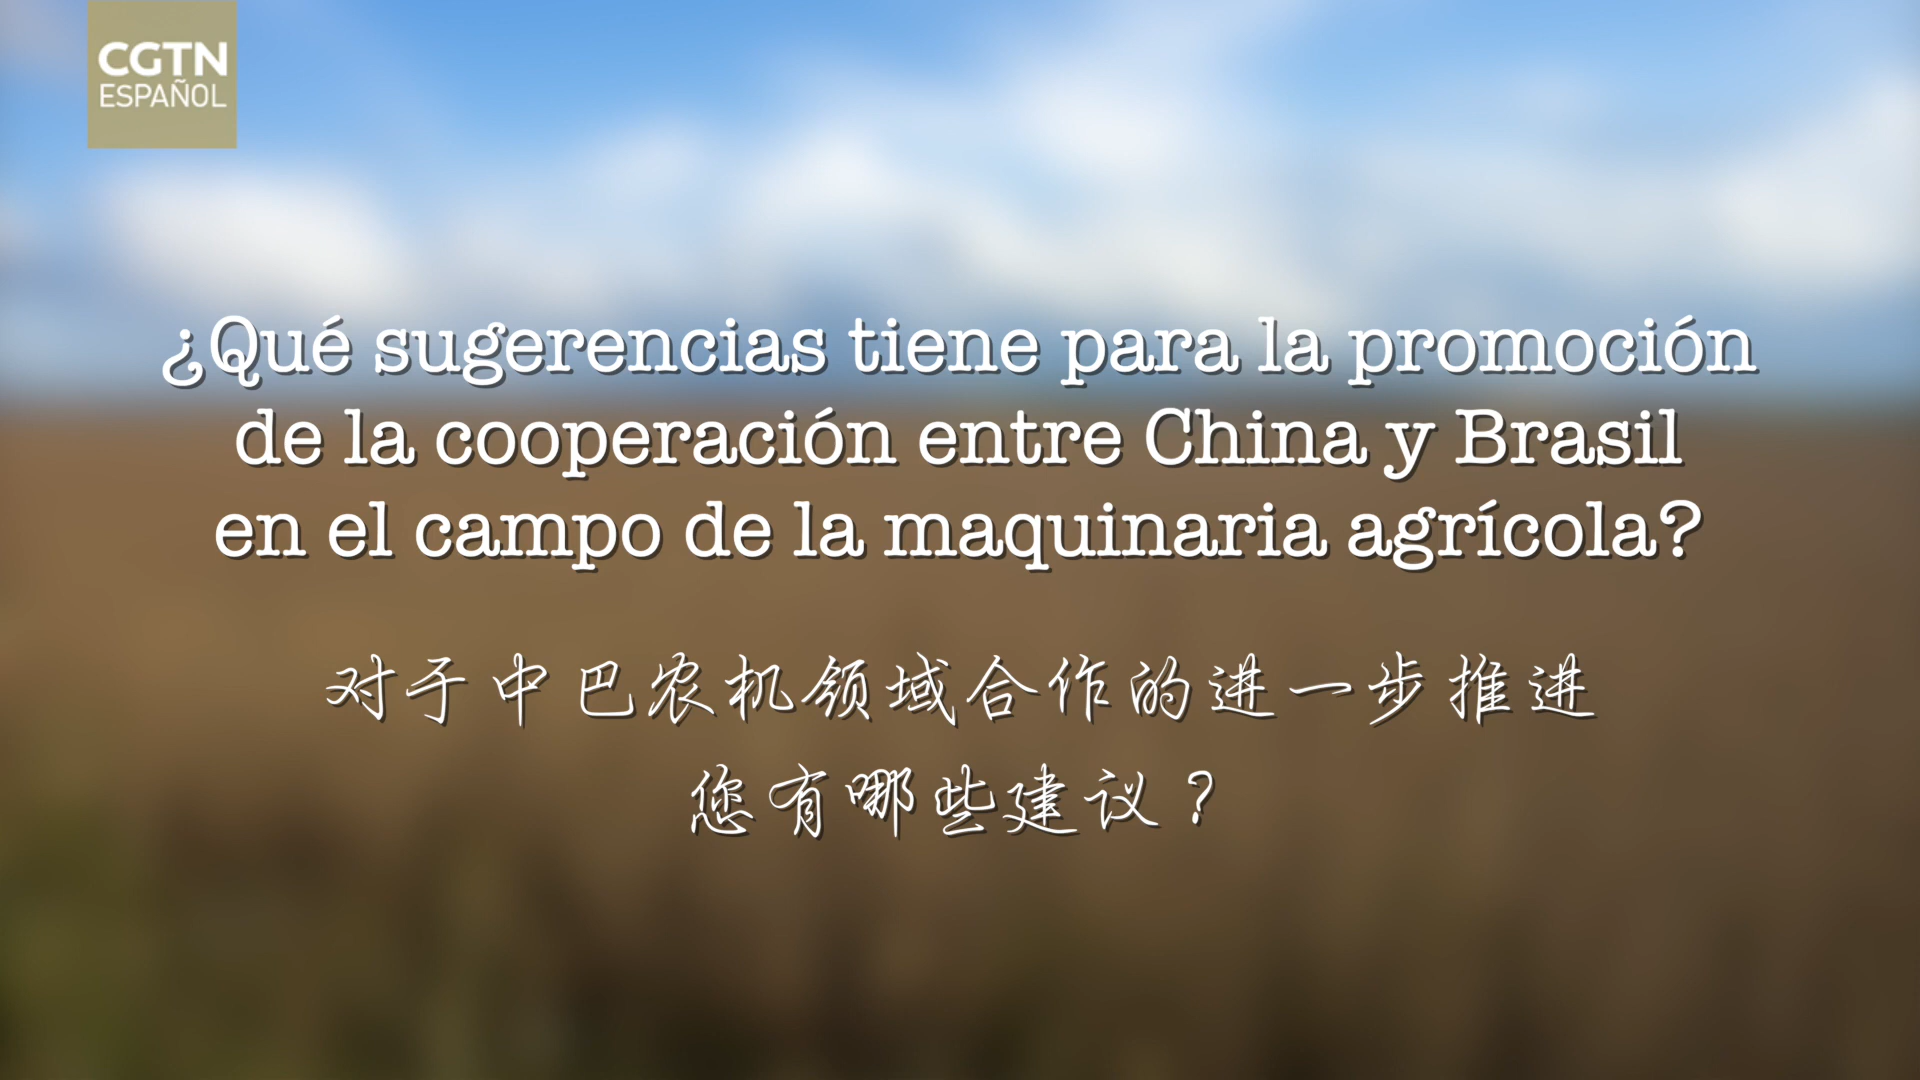 CGTN
ESPAÑOL
¿Qué sugerencias tiene para la promoción
de la cooperación entre China y Brasil
en el campo de la maquinaria agrícola?
对于中巴农机领域合作的进一步推进
您有哪些建议？